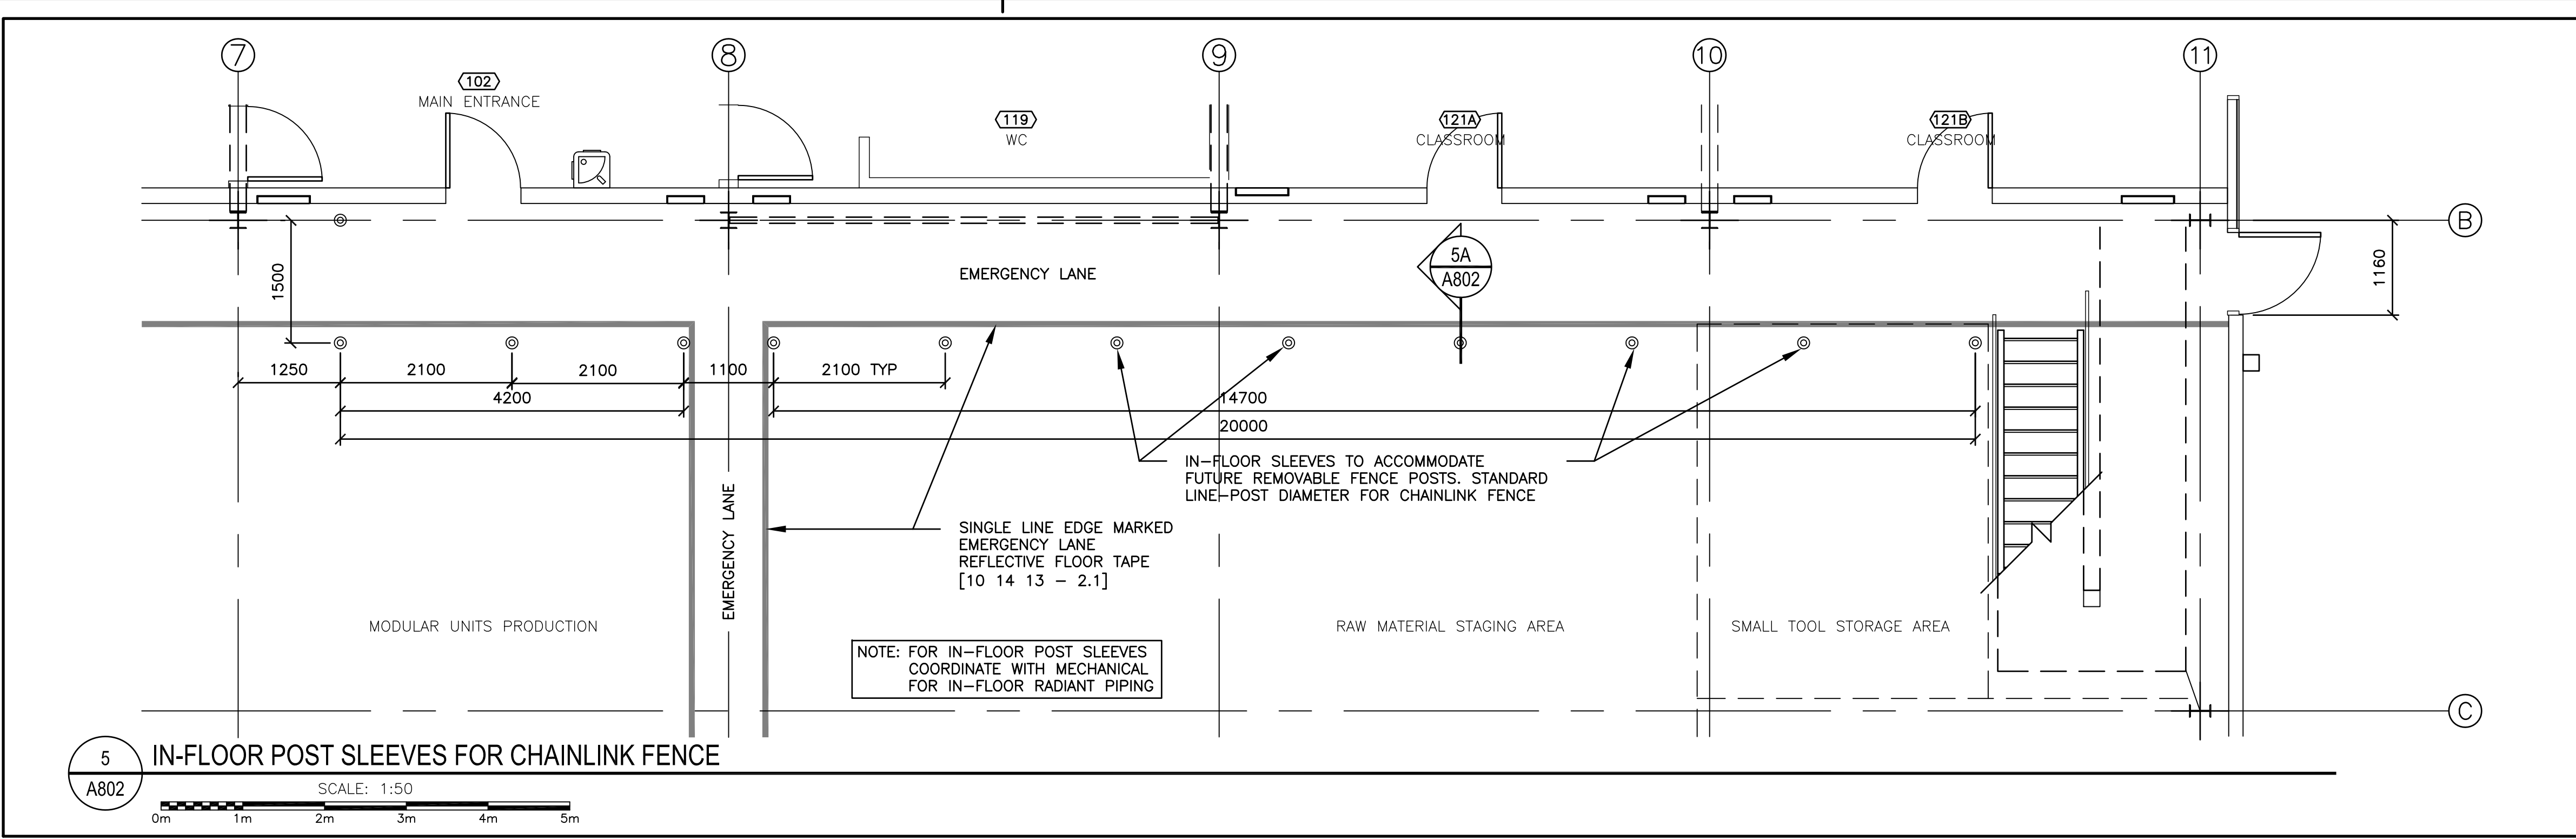 7
8
9
10
11
102
MAIN ENTRANCE
119
WC
121A
CLASSROOM
121B
CLASSROOM
B
1500
EMERGENCY LANE
5A
A802
1160
1250
2100
2100
1100
2100 TYP
4200
14700
20000
IN-FLOOR SLEEVES TO ACCOMMODATE
FUTURE REMOVABLE FENCE POSTS. STANDARD
LINE-POST DIAMETER FOR CHAINLINK FENCE
EMERGENCY LANE
SINGLE LINE EDGE MARKED
EMERGENCY LANE
REFLECTIVE FLOOR TAPE
[10 14 13 - 2.1]
MODULAR UNITS PRODUCTION
RAW MATERIAL STAGING AREA
SMALL TOOL STORAGE AREA
NOTE: FOR IN-FLOOR POST SLEEVES
COORDINATE WITH MECHANICAL
FOR IN-FLOOR RADIANT PIPING
C
5
A802
IN-FLOOR POST SLEEVES FOR CHAINLINK FENCE
SCALE: 1:50
0m 1m 2m 3m 4m 5m